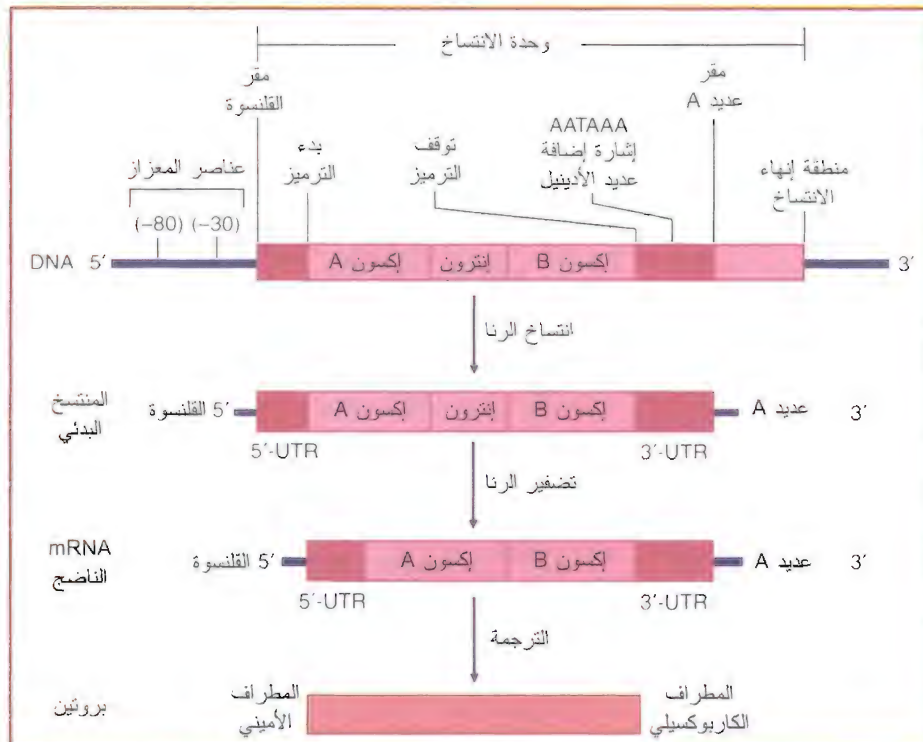 وحدة الانتساخ
مقر
القلنسوة
مقر
عديد A
عناصر المعزاز
(−80) (−30)
بدء
الترميز
توقف
الترميز
AATAAA
إشارة إضافة
عديد الأدينيل
منطقة إنهاء
الانتساخ
DNA 5′ إكسون A إنترون إكسون B 3′
انتساخ الرنا
المنتسخ
البدئي
القلنسوة 5′ إكسون A إنترون إكسون B عديد A 3′
5′-UTR 3′-UTR
تضفير الرنا
mRNA
الناضج
القلنسوة 5′ إكسون A إكسون B عديد A 3′
5′-UTR 3′-UTR
الترجمة
بروتين
المطراف
الأميني
المطراف
الكاربوكسيلي